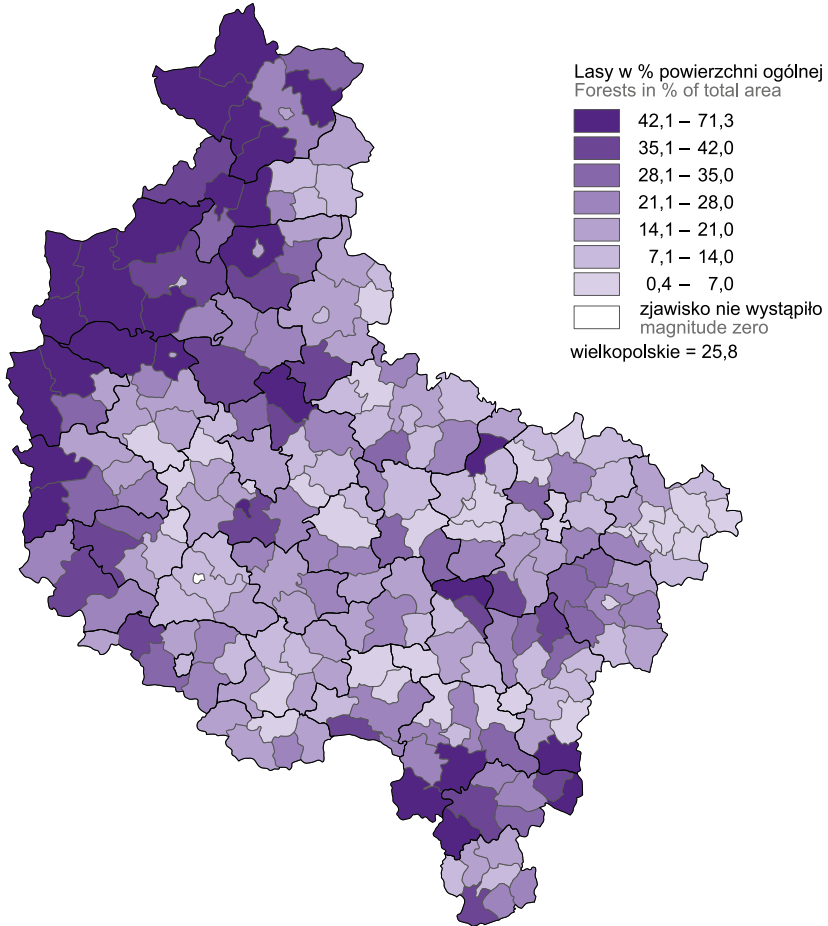 Lasy w % powierzchni ogólnej
Forests in % of total area
42,1 – 71,3
35,1 – 42,0
28,1 – 35,0
21,1 – 28,0
14,1 – 21,0
7,1 – 14,0
0,4 – 7,0
zjawisko nie wystąpiło
magnitude zero
wielkopolskie = 25,8